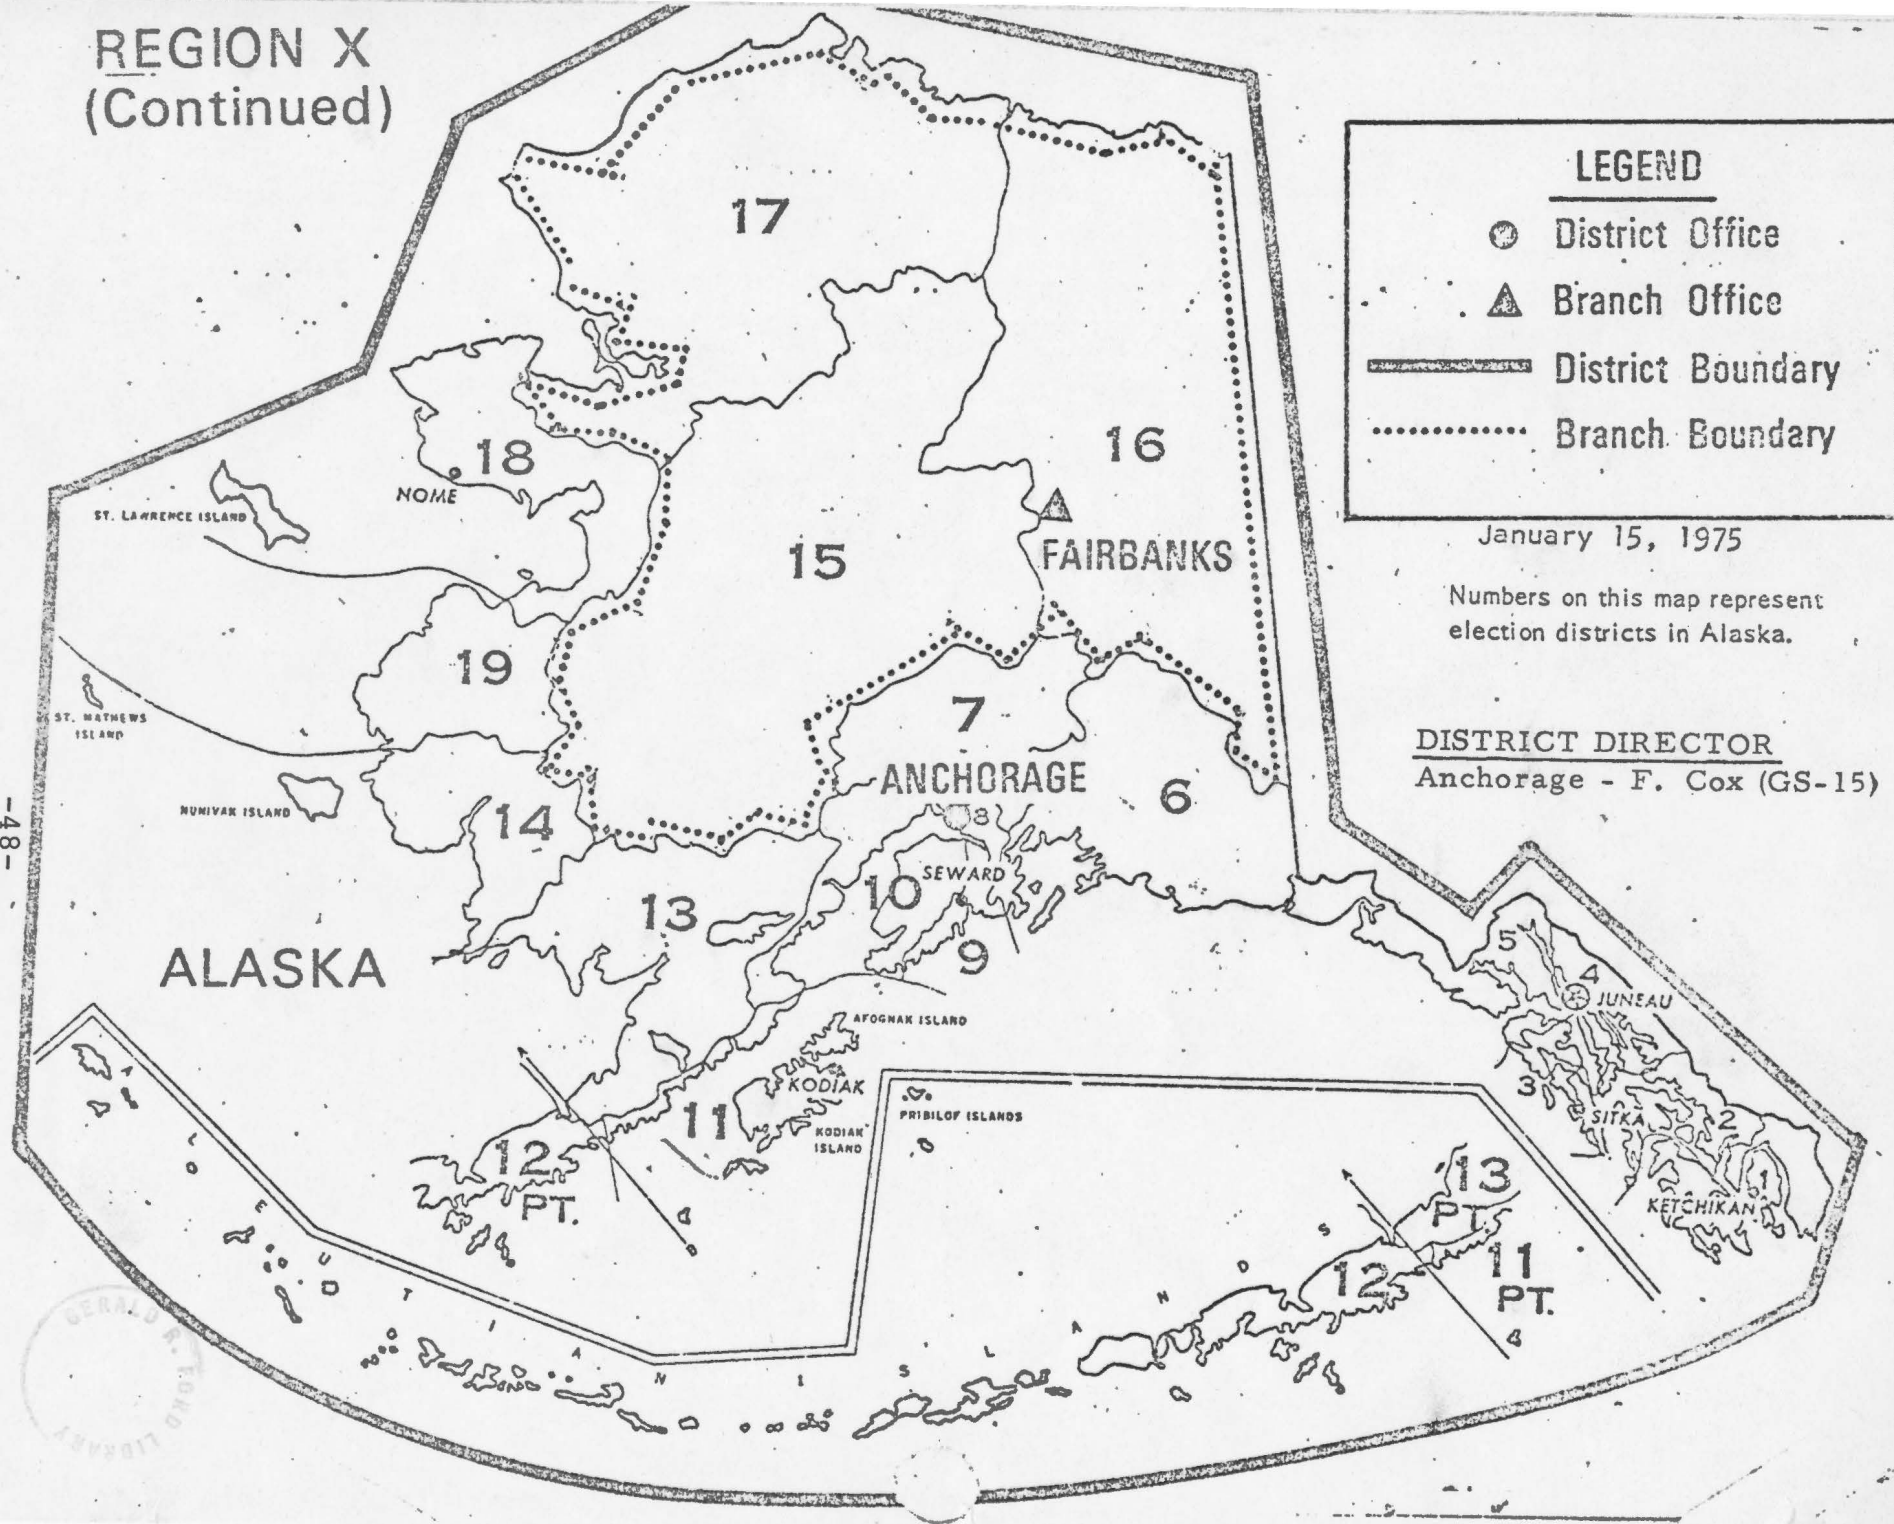 REGION X
(Continued)
LEGEND
District Office
Branch Office
District Boundary
Branch Boundary
January 15, 1975
Numbers on this map represent
election districts in Alaska.
DISTRICT DIRECTOR
Anchorage - F. Cox (GS-15)
17
16
18
NOME
ST. LAWRENCE ISLAND
15
FAIRBANKS
19
ST. MATHEWS
ISLAND
7
ANCHORAGE
8
6
NUNIVAK ISLAND
14
-48-
SEWARD
10
13
9
ALASKA
5
4
JUNEAU
AFOGNAK ISLAND
KODIAK
11
KODIAK
ISLAND
PRIBILOF ISLANDS
3
SITKA
2
1
KETCHIKAN
12
PT.
13
PT.
12
11
PT.
ALEUTIAN ISLANDS
GERALD R. FORD LIBRARY